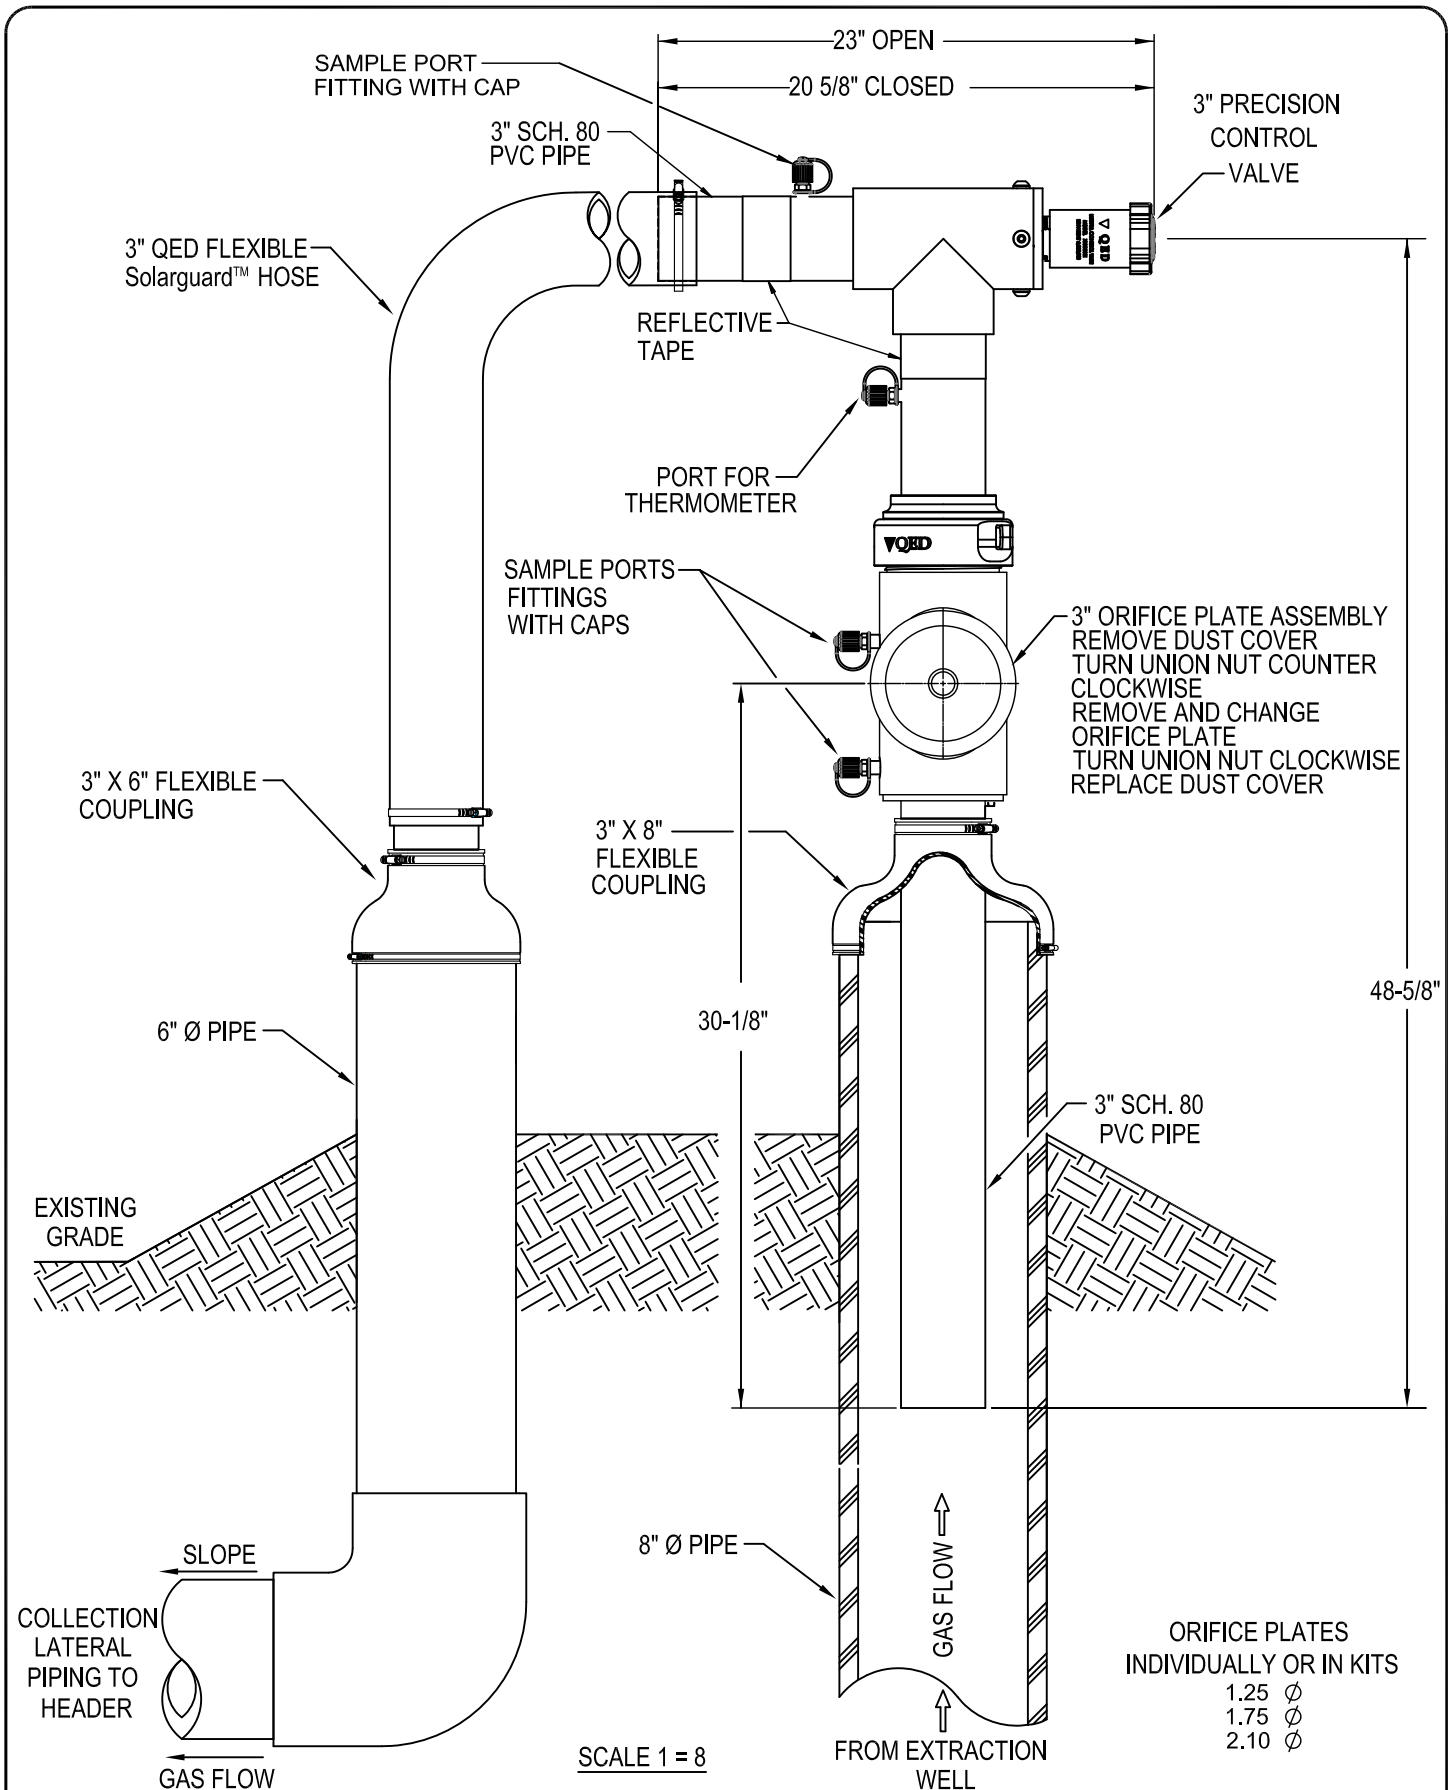 23" OPEN
20 5/8" CLOSED
SAMPLE PORT
FITTING WITH CAP
3" SCH. 80
PVC PIPE
3" PRECISION
CONTROL
VALVE
3" QED FLEXIBLE
Solarguard™ HOSE
QED
REFLECTIVE
TAPE
PORT FOR
THERMOMETER
QED
SAMPLE PORTS
FITTINGS
WITH CAPS
3" ORIFICE PLATE ASSEMBLY
REMOVE DUST COVER
TURN UNION NUT COUNTER
CLOCKWISE
REMOVE AND CHANGE
ORIFICE PLATE
TURN UNION NUT CLOCKWISE
REPLACE DUST COVER
3" X 6" FLEXIBLE
COUPLING
3" X 8"
FLEXIBLE
COUPLING
48-5/8"
30-1/8"
6" Ø PIPE
3" SCH. 80
PVC PIPE
EXISTING
GRADE
8" Ø PIPE
GAS FLOW
SLOPE
COLLECTION
LATERAL
PIPING TO
HEADER
GAS FLOW
SCALE 1 = 8
FROM EXTRACTION
WELL
ORIFICE PLATES
INDIVIDUALLY OR IN KITS
1.25 Ø
1.75 Ø
2.10 Ø